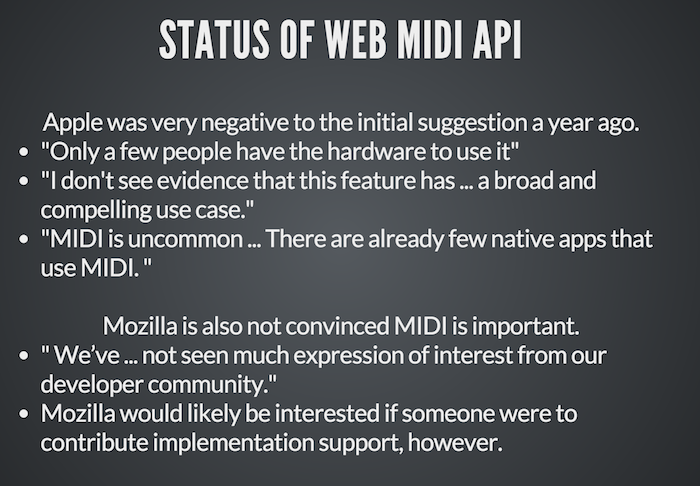 STATUS OF WEB MIDI API
Apple was very negative to the initial suggestion a year ago.
• "Only a few people have the hardware to use it"
• "I don't see evidence that this feature has ... a broad and
compelling use case."
• "MIDI is uncommon ... There are already few native apps that
use MIDI. "
Mozilla is also not convinced MIDI is important.
• " We’ve ... not seen much expression of interest from our
developer community."
• Mozilla would likely be interested if someone were to
contribute implementation support, however.